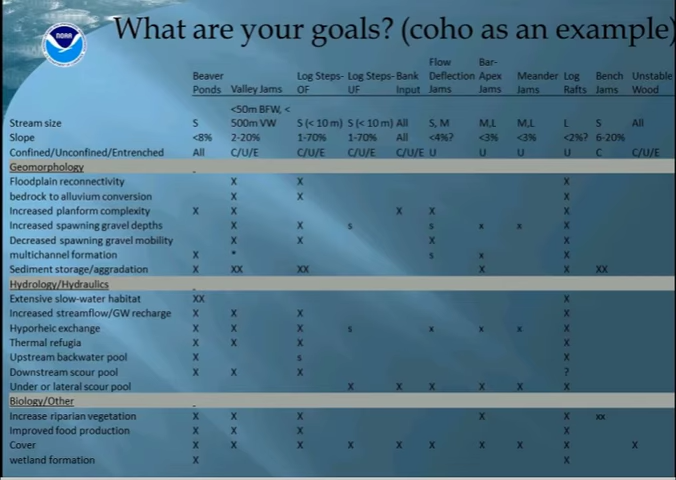 What are your goals? (coho as an example)
NOAA
Beaver Ponds Valley Jams Log Steps-OF Log Steps-UF Bank Input Flow Deflection Jams Bar-Apex Jams Meander Jams Log Rafts Bench Jams Unstable Wood
Stream size S <50m BFW, < 500m VW S (< 10 m) S (< 10 m) All S, M M,L M,L L S All
Slope <8% 2-20% 1-70% 1-70% All <4%? <3% <3% <2%? 6-20%
Confined/Unconfined/Entrenched All C/U/E C/U/E C/U/E C/U/E U U U U C C/U/E
Geomorphology
Floodplain reconnectivity X X X
bedrock to alluvium conversion X X X
Increased planform complexity X X X X X
Increased spawning gravel depths X X s s x x X
Decreased spawning gravel mobility X X X X
multichannel formation X * s x X
Sediment storage/aggradation X XX XX X X XX
Hydrology/Hydraulics
Extensive slow-water habitat XX X
Increased streamflow/GW recharge X X X X
Hyporheic exchange X X X s x x x X
Thermal refugia X X X X
Upstream backwater pool X s X
Downstream scour pool X X X ?
Under or lateral scour pool X X X X X X
Biology/Other
Increase riparian vegetation X X X X X xx
Improved food production X X X X
Cover X X X X X X X X X X
wetland formation X X